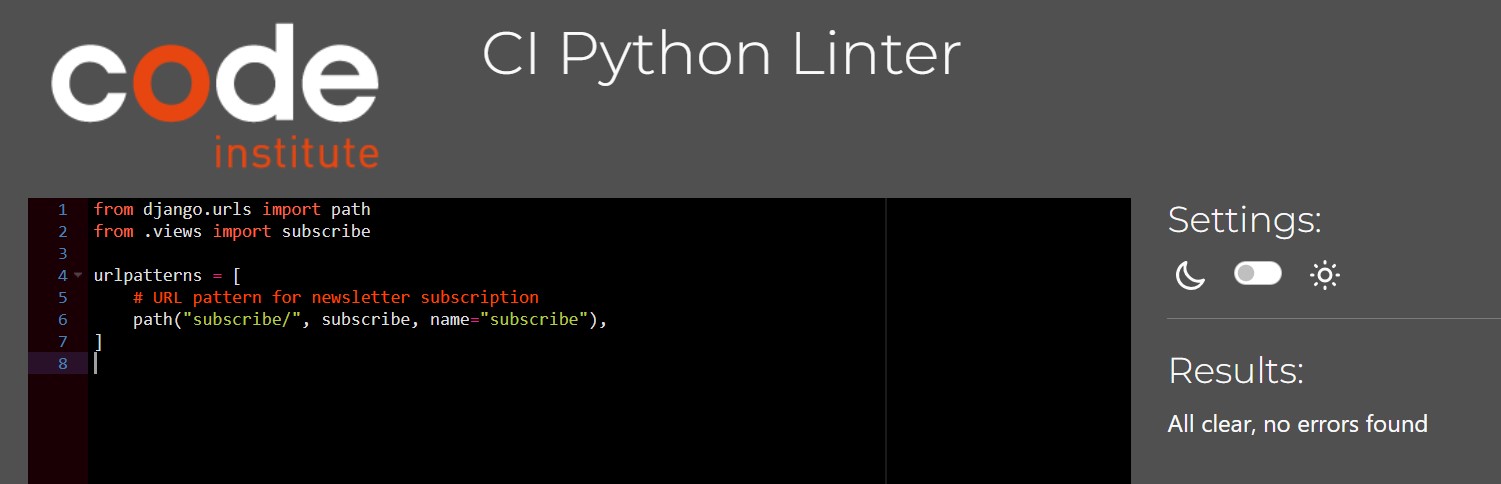 code
institute
CI Python Linter
1 from django.urls import path
2 from .views import subscribe
3
4 urlpatterns = [
5     # URL pattern for newsletter subscription
6     path("subscribe/", subscribe, name="subscribe"),
7 ]
8
Settings:
Results:
All clear, no errors found